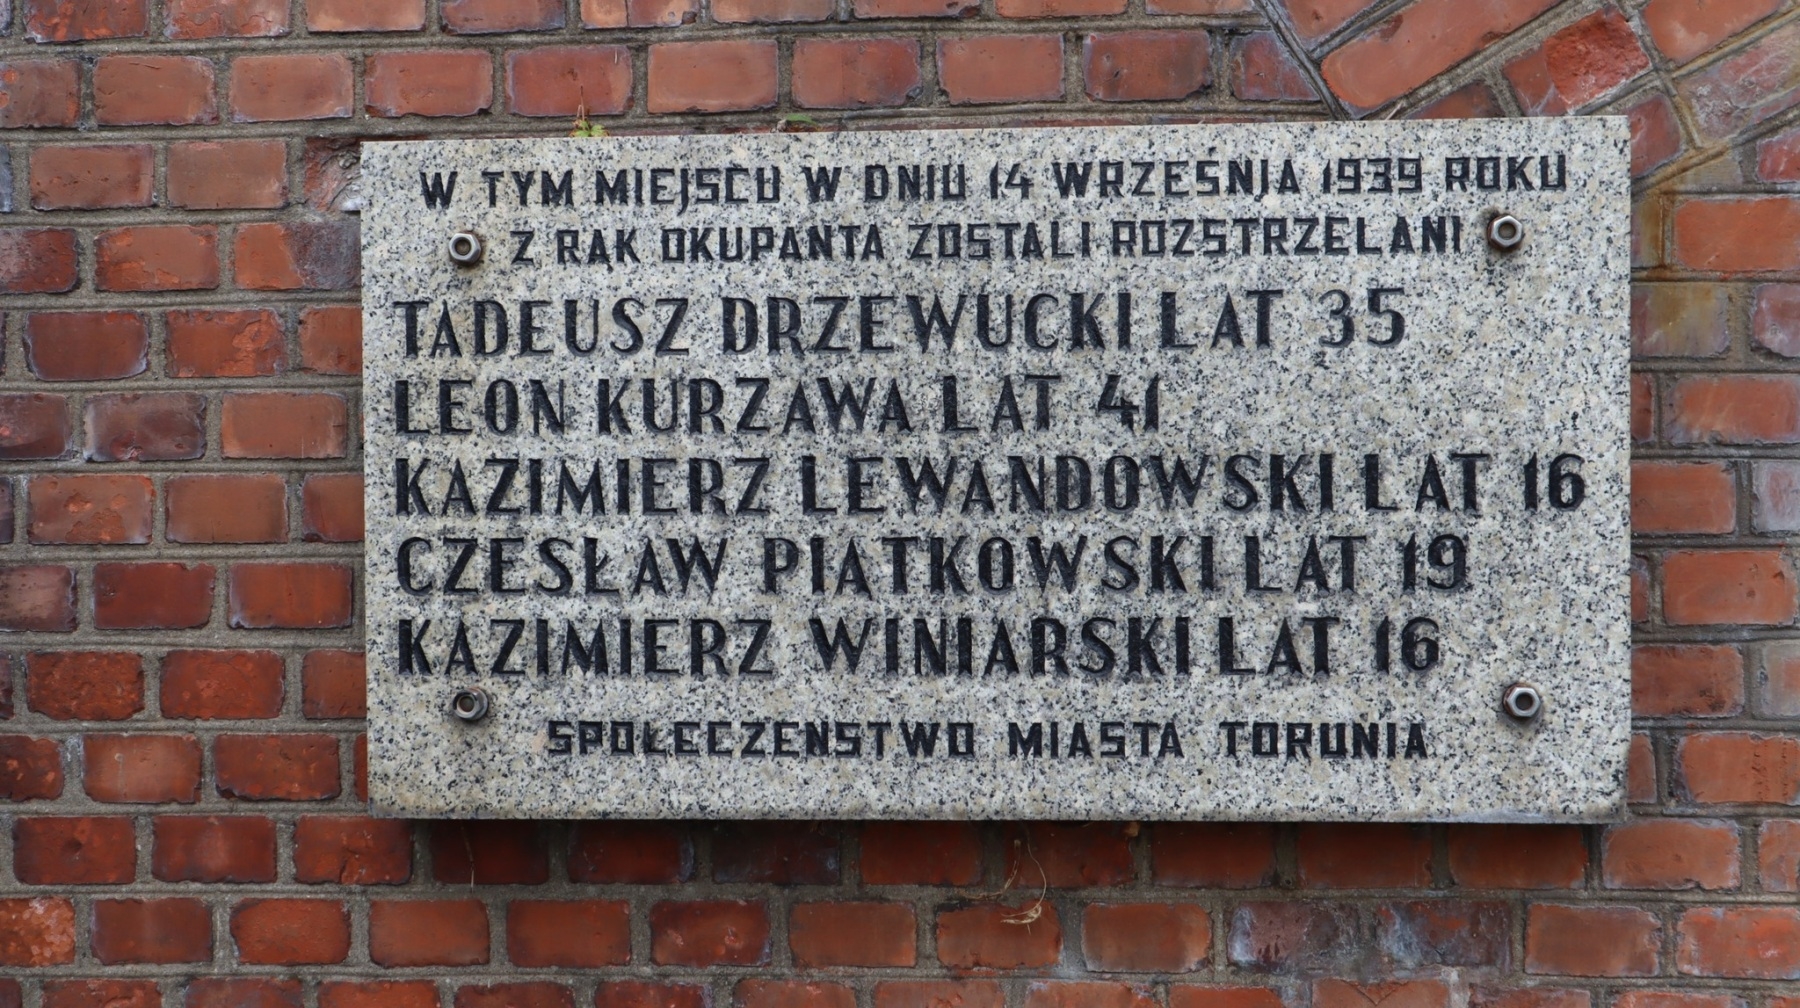 W TYM MIEJSCU W DNIU 14 WRZEŚNIA 1939 ROKU
Z RĄK OKUPANTA ZOSTALI ROZSTRZELANI
TADEUSZ DRZEWUCKI LAT 35
LEON KURZAWA LAT 41
KAZIMIERZ LEWANDOWSKI LAT 16
CZESŁAW PIATKOWSKI LAT 19
KAZIMIERZ WINIARSKI LAT 16
SPOŁECZEŃSTWO MIASTA TORUNIA